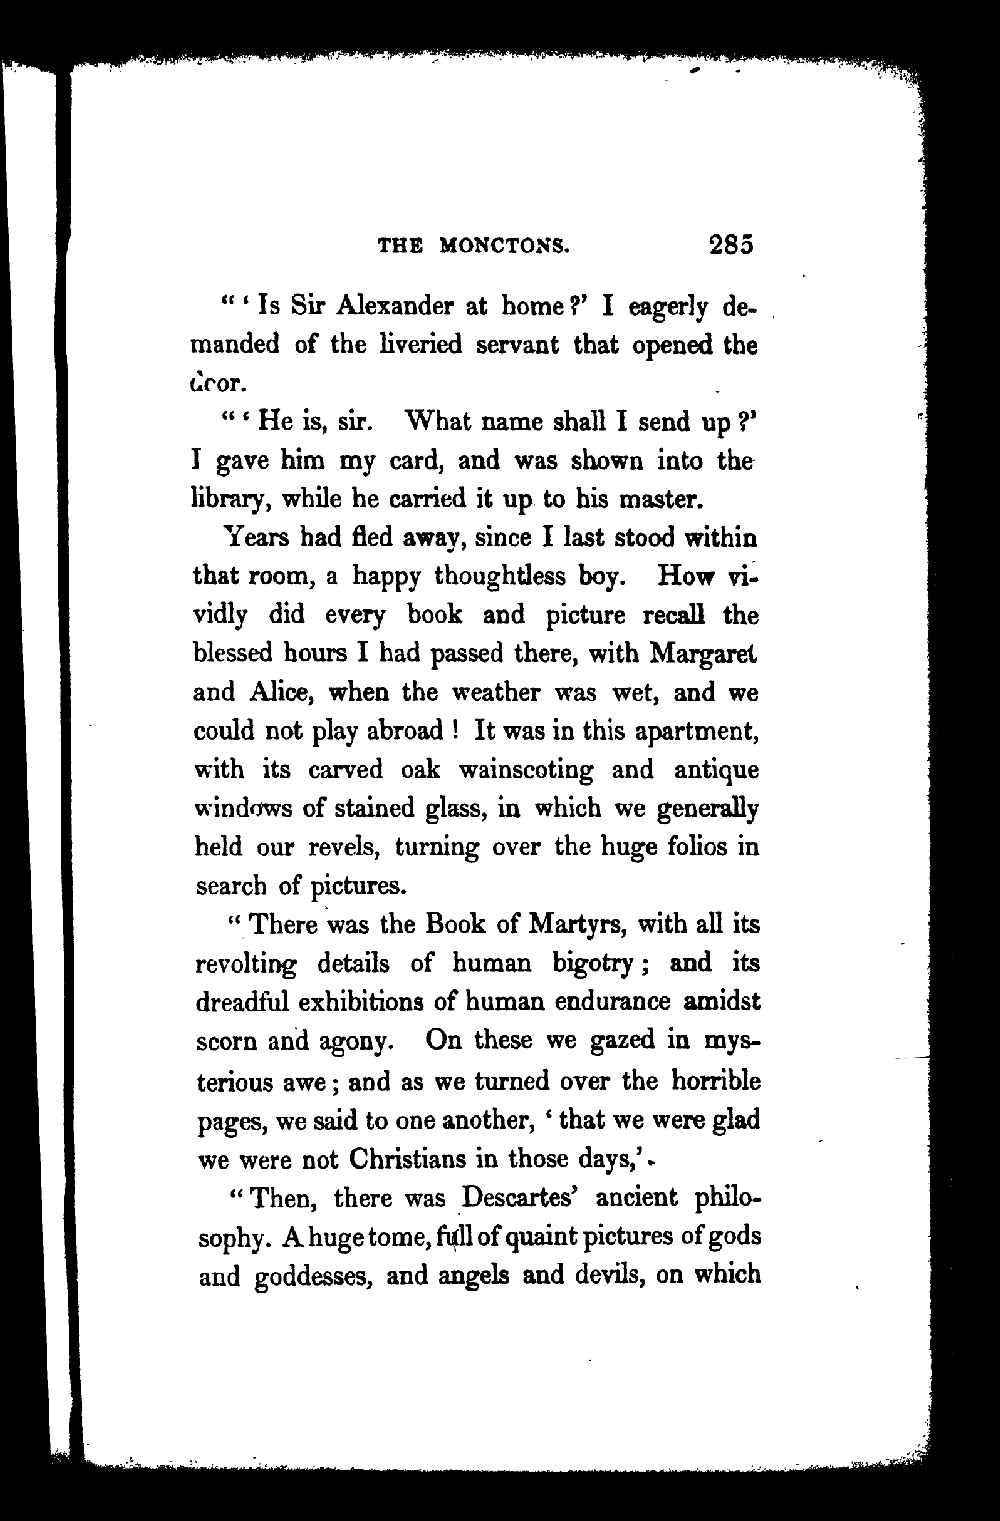 THE MONCTONS. 285
“ ‘ Is Sir Alexander at home?’ I eagerly de-
manded of the liveried servant that opened the
door.
“ ‘ He is, sir. What name shall I send up ?’
I gave him my card, and was shown into the
library, while he carried it up to his master.
Years had fled away, since I last stood within
that room, a happy thoughtless boy. How vi-
vidly did every book and picture recall the
blessed hours I had passed there, with Margaret
and Alice, when the weather was wet, and we
could not play abroad ! It was in this apartment,
with its carved oak wainscoting and antique
windows of stained glass, in which we generally
held our revels, turning over the huge folios in
search of pictures.
“ There was the Book of Martyrs, with all its
revolting details of human bigotry ; and its
dreadful exhibitions of human endurance amidst
scorn and agony. On these we gazed in mys-
terious awe ; and as we turned over the horrible
pages, we said to one another, ‘ that we were glad
we were not Christians in those days,’.
“ Then, there was Descartes’ ancient philo-
sophy. A huge tome, full of quaint pictures of gods
and goddesses, and angels and devils, on which